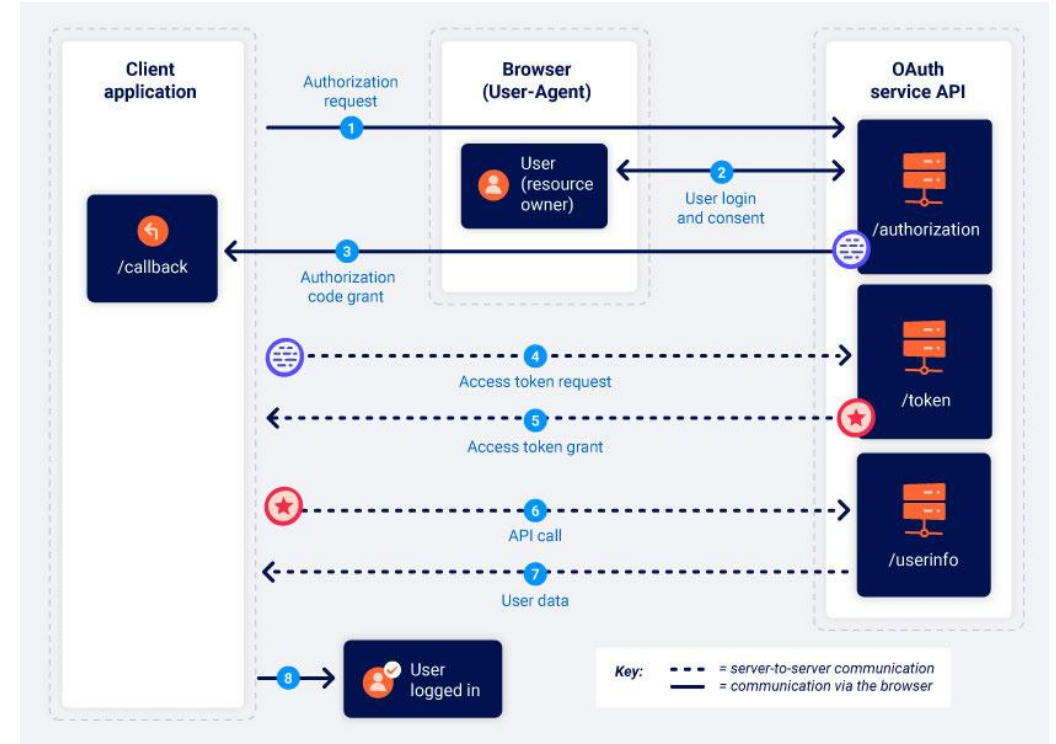 Client
application
Authorization
request
1
Browser
(User-Agent)
User
(resource
owner)
2
User login
and consent
OAuth
service API
/authorization
/callback
3
Authorization
code grant
4
Access token request
/token
5
Access token grant
6
API call
/userinfo
7
User data
8
User
logged in
Key:
= server-to-server communication
= communication via the browser